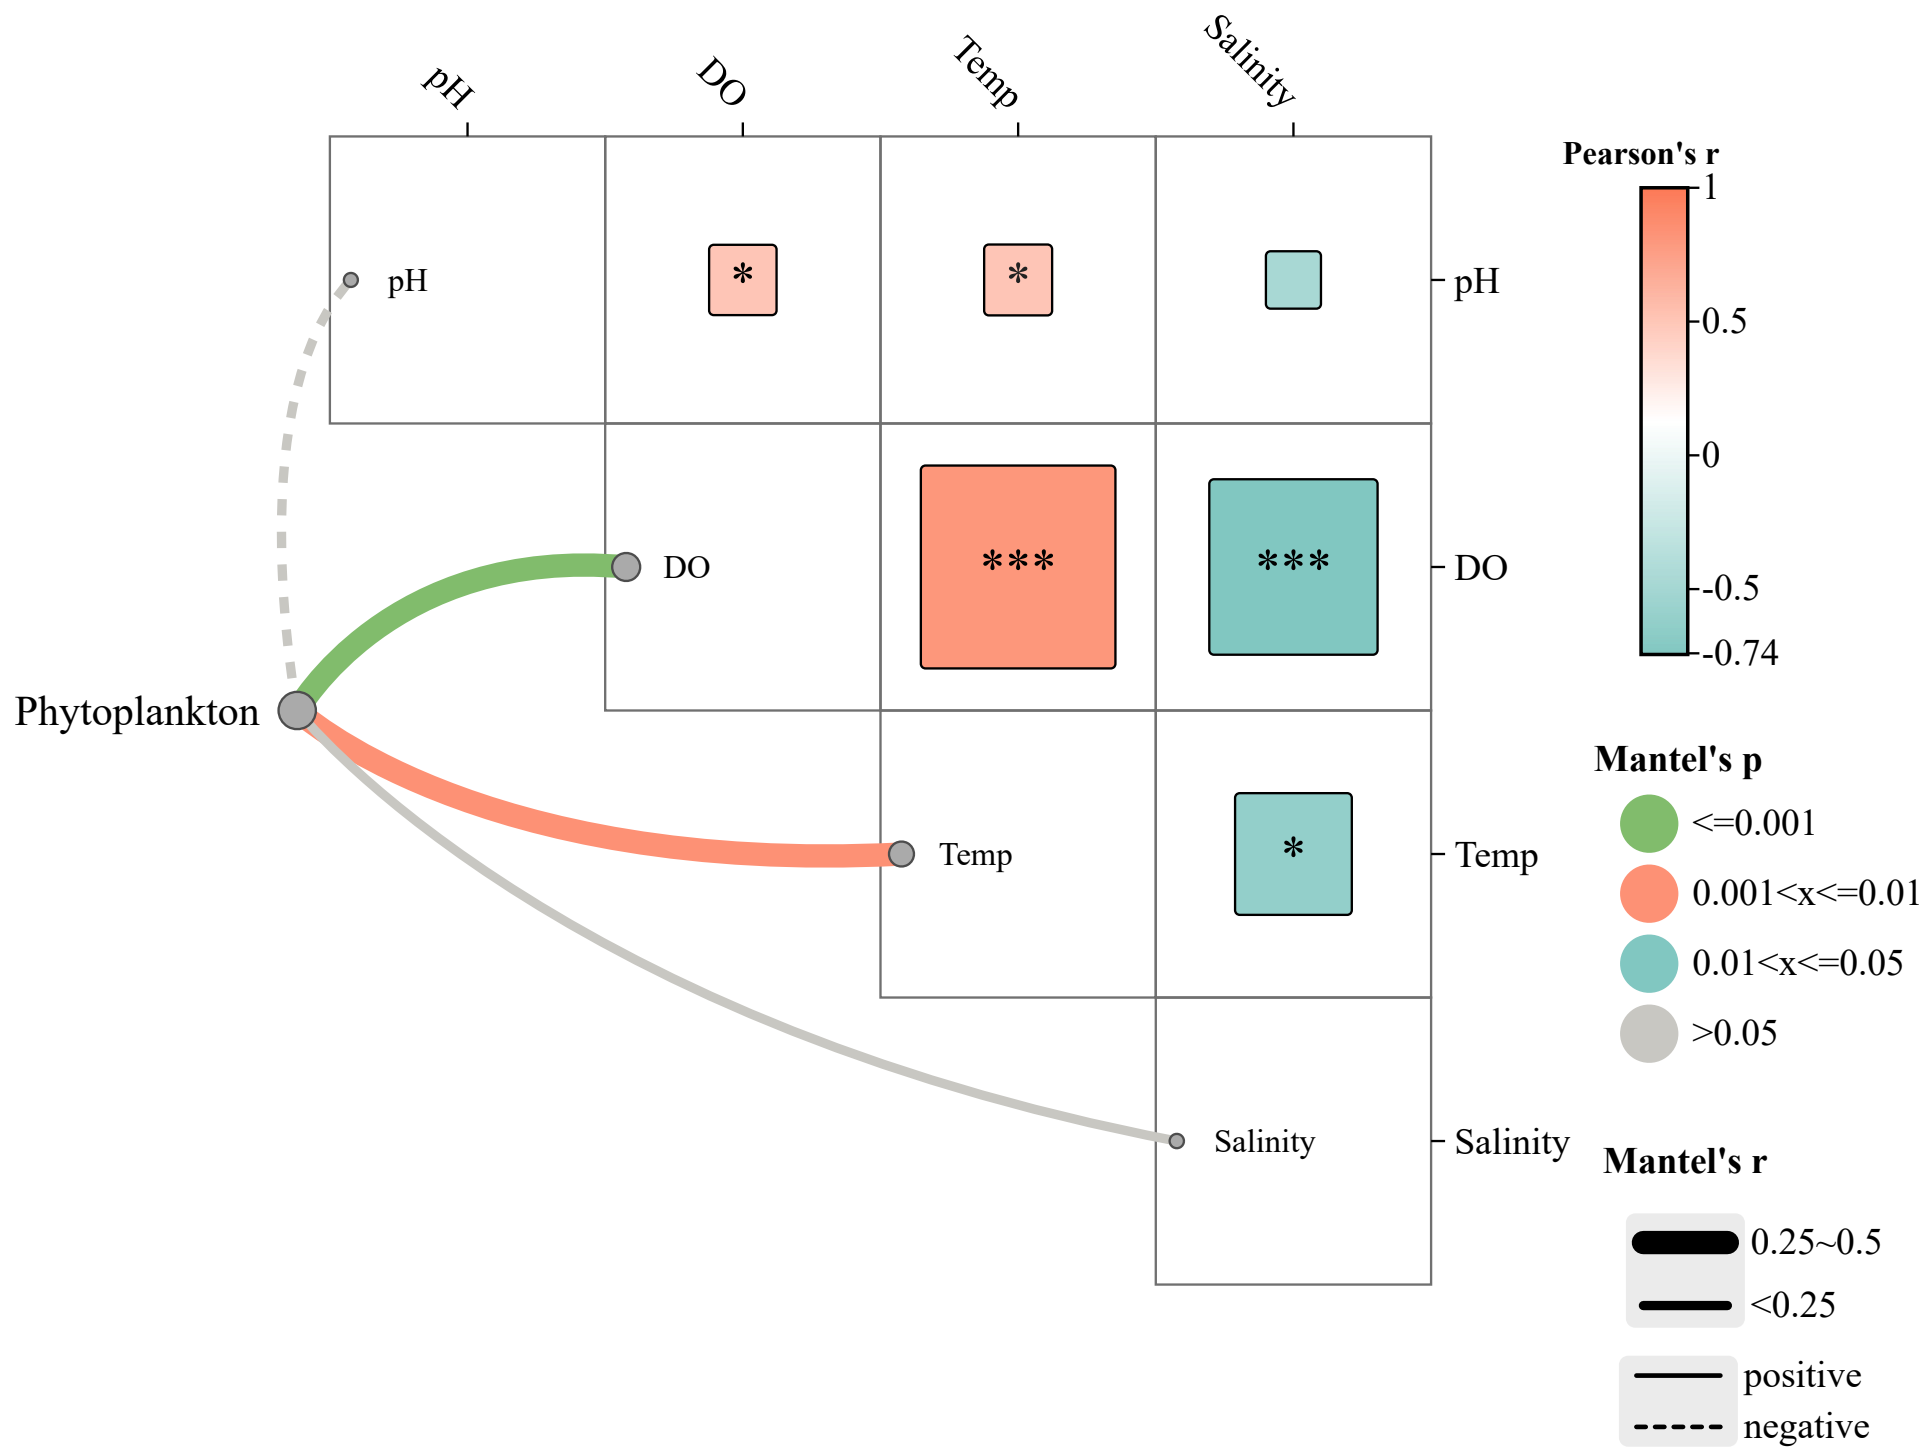 pH
DO
Temp
Salinity
pH
*
*
pH
DO
***
***
DO
Phytoplankton
Temp
*
Temp
Salinity
Salinity
Pearson's r
1
0.5
0
-0.5
-0.74
Mantel's p
<=0.001
0.001<x<=0.01
0.01<x<=0.05
>0.05
Mantel's r
0.25~0.5
<0.25
positive
negative